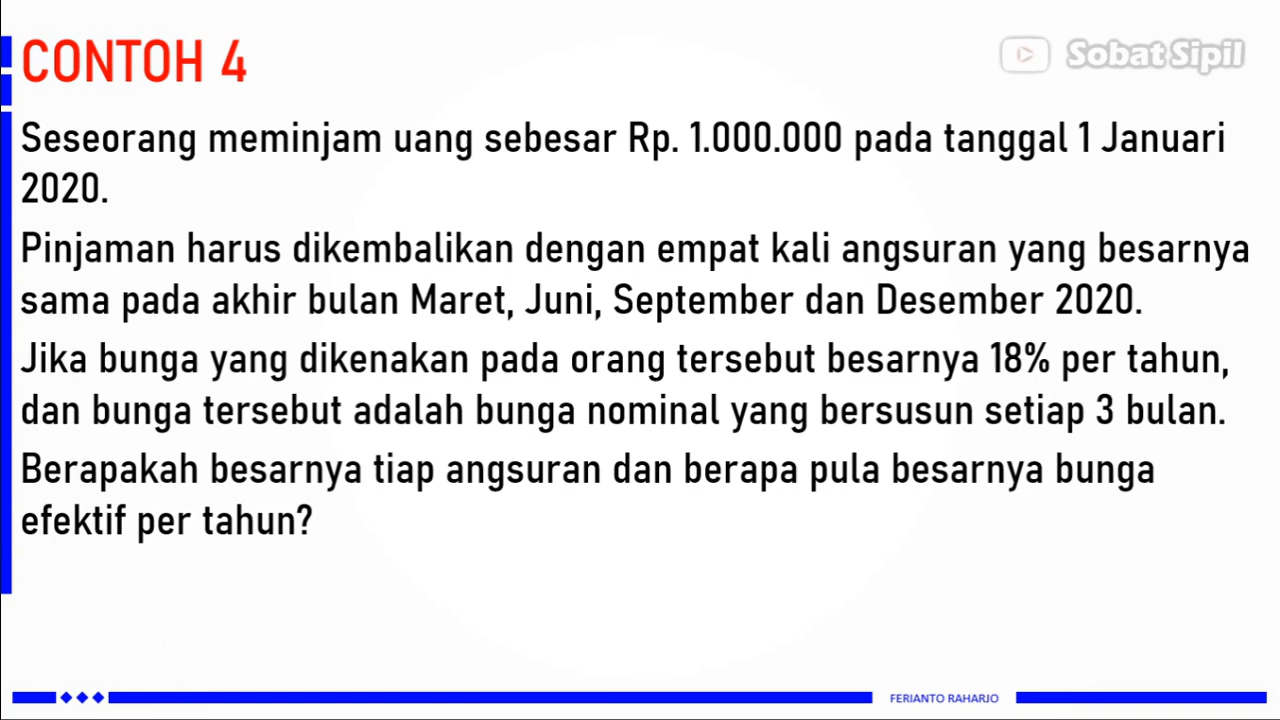 CONTOH 4
Sobat Sipil
Seseorang meminjam uang sebesar Rp. 1.000.000 pada tanggal 1 Januari
2020.
Pinjaman harus dikembalikan dengan empat kali angsuran yang besarnya
sama pada akhir bulan Maret, Juni, September dan Desember 2020.
Jika bunga yang dikenakan pada orang tersebut besarnya 18% per tahun,
dan bunga tersebut adalah bunga nominal yang bersusun setiap 3 bulan.
Berapakah besarnya tiap angsuran dan berapa pula besarnya bunga
efektif per tahun?
FERIANTO RAHARJO